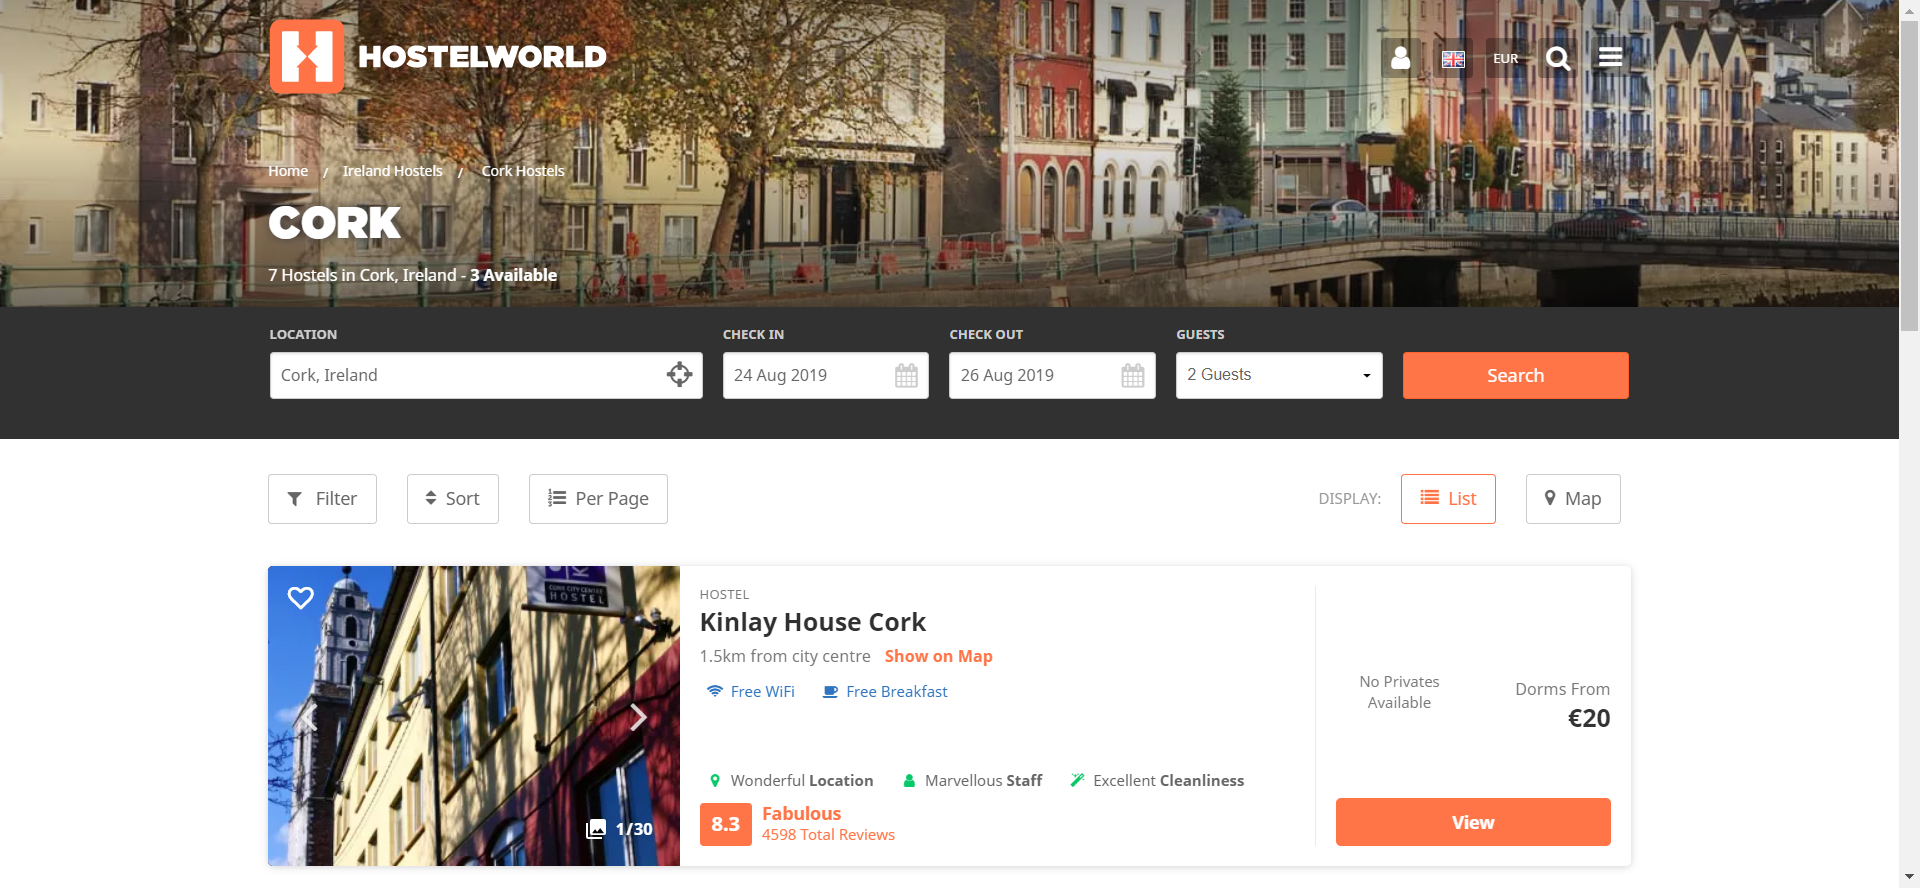 HOSTELWORLD
EUR
Home / Ireland Hostels / Cork Hostels
CORK
7 Hostels in Cork, Ireland - 3 Available
LOCATION
CHECK IN
CHECK OUT
GUESTS
Cork, Ireland
24 Aug 2019
26 Aug 2019
2 Guests
Search
Filter
Sort
Per Page
DISPLAY:
List
Map
CORK CITY CENTRE
HOSTEL
1/30
HOSTEL
Kinlay House Cork
1.5km from city centre Show on Map
Free WiFi
Free Breakfast
Wonderful Location
Marvellous Staff
Excellent Cleanliness
8.3
Fabulous
4598 Total Reviews
No Privates
Available
Dorms From
€20
View